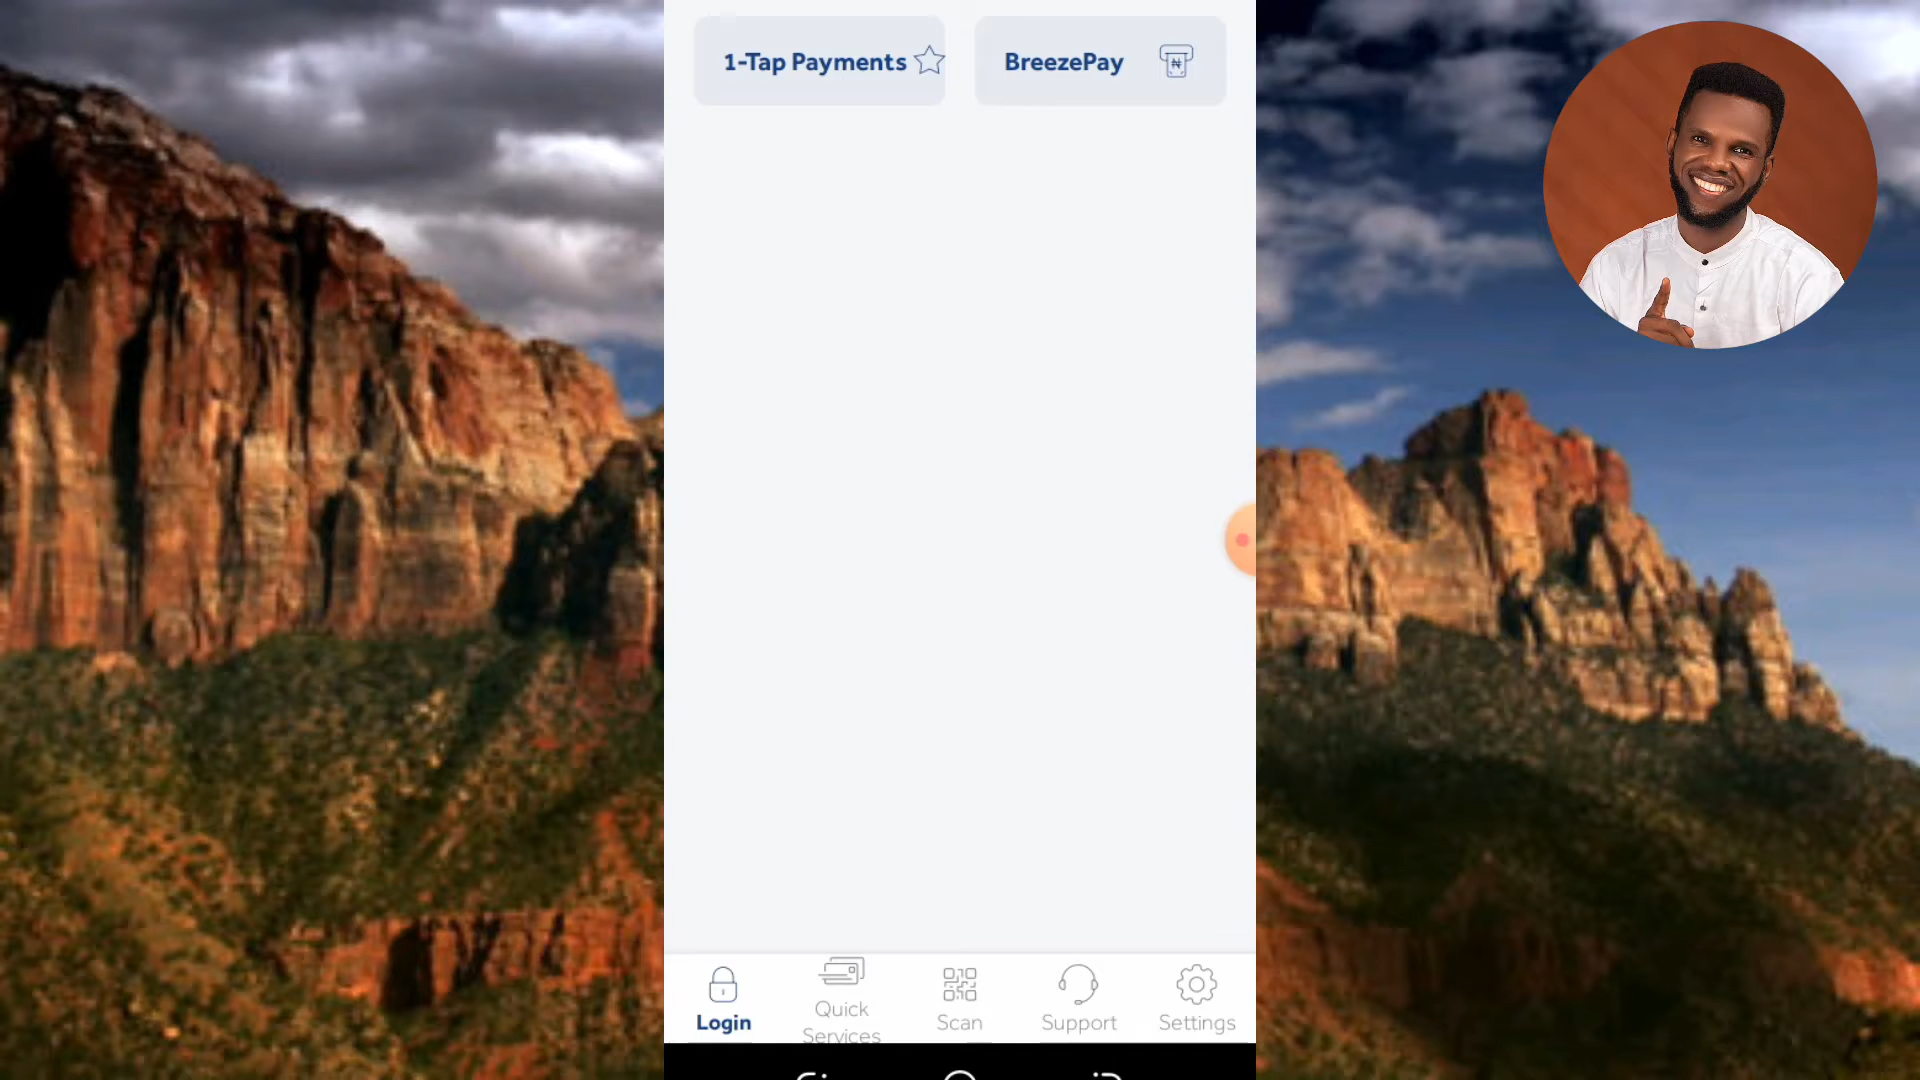 1-Tap Payments
BreezePay
₦
Login
Quick
Services
Scan
Support
Settings